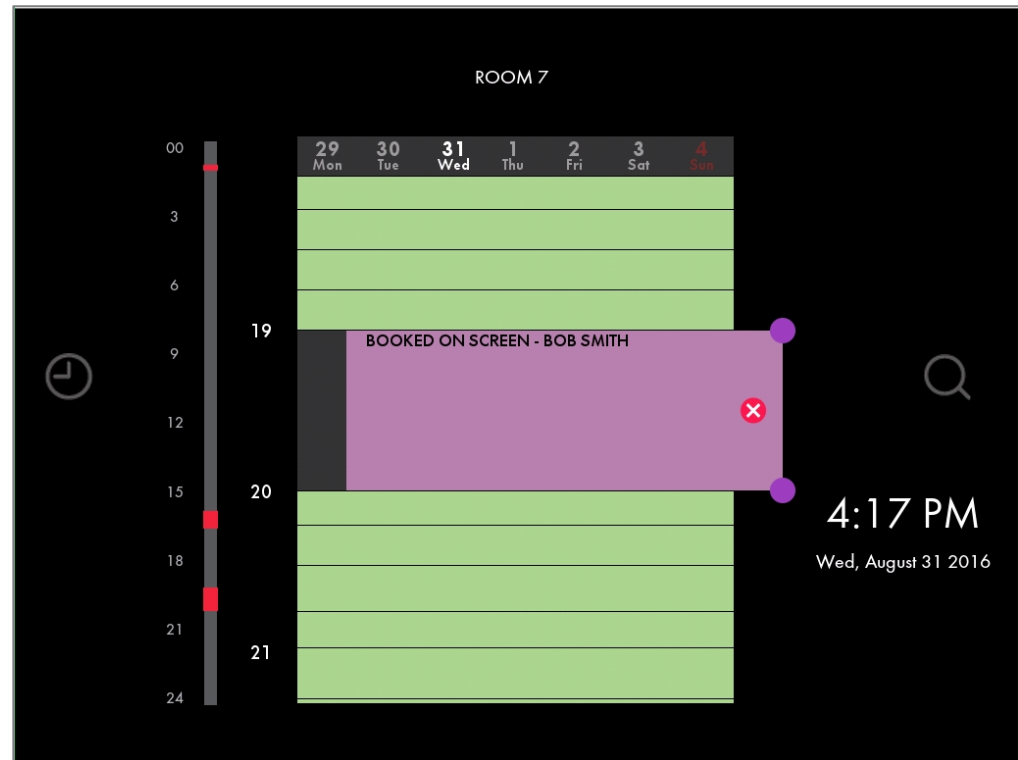 ROOM 7
00
3
6
9
12
15
18
21
24
29 30 31 1 2 3 4
Mon Tue Wed Thu Fri Sat Sun
19
BOOKED ON SCREEN - BOB SMITH
20
21
4:17 PM
Wed, August 31 2016